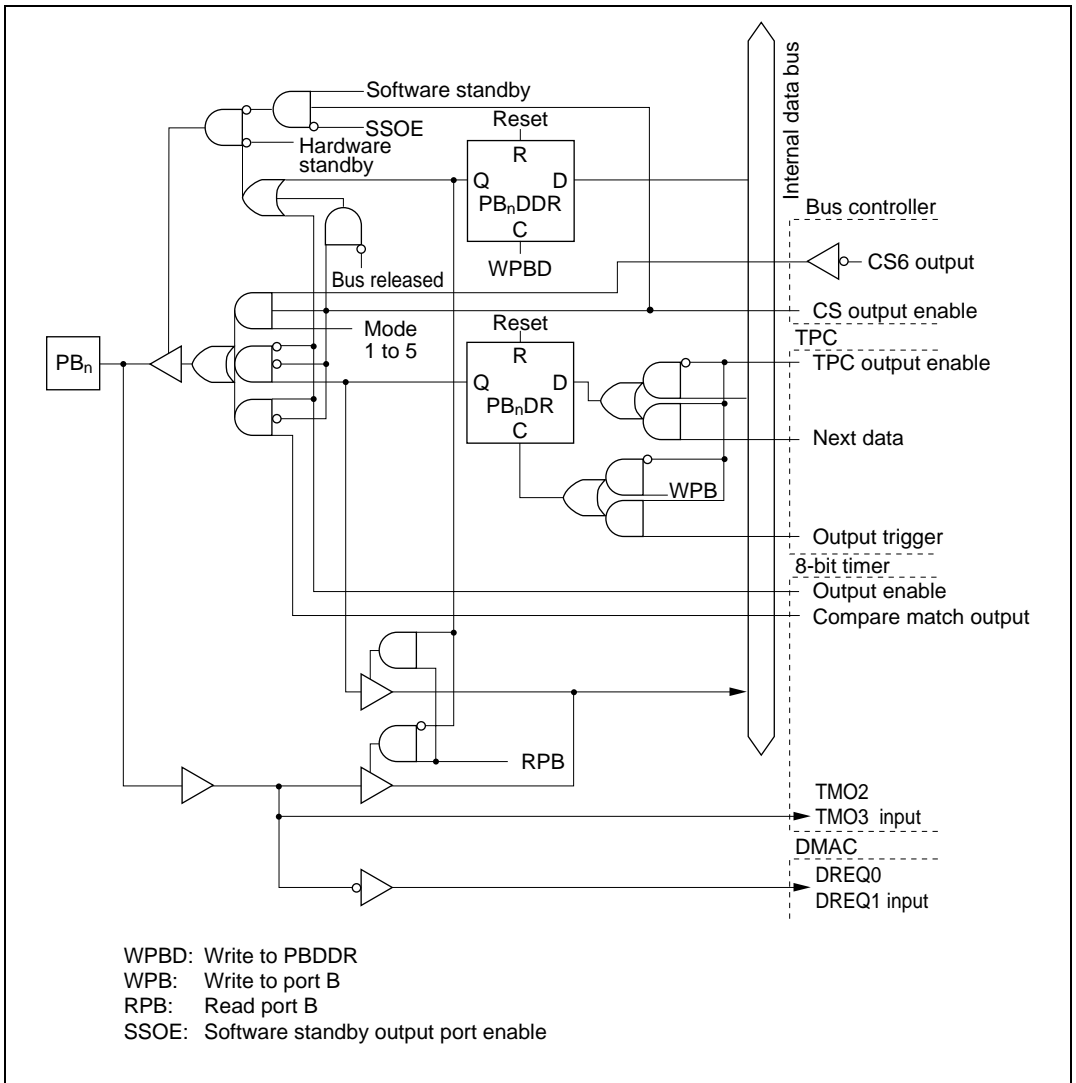 Software standby
SSOE
Hardware
standby
Reset
R
Q
D
PBnDDR
C
WPBD
Internal data bus
Bus controller
CS6 output
Bus released
CS output enable
Mode
1 to 5
Reset
TPC
TPC output enable
PBn
R
Q
D
PBnDR
C
Next data
WPB
Output trigger
8-bit timer
Output enable
Compare match output
RPB
TMO2
TMO3 input
DMAC
DREQ0
DREQ1 input
WPBD: Write to PBDDR
WPB: Write to port B
RPB: Read port B
SSOE: Software standby output port enable